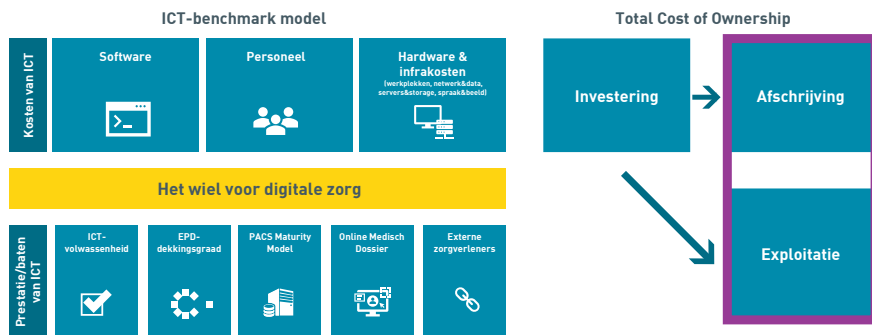 ICT-benchmark model
Kosten van ICT
Software
Personeel
Hardware &
infrakosten
(werkplekken, netwerk&data,
servers&storage, spraak&beeld)
Het wiel voor digitale zorg
Prestatie/baten
van ICT
ICT-
volwassenheid
EPD-
dekkingsgraad
PACS Maturity
Model
Online Medisch
Dossier
Externe
zorgverleners
Total Cost of Ownership
Investering
Afschrijving
Exploitatie